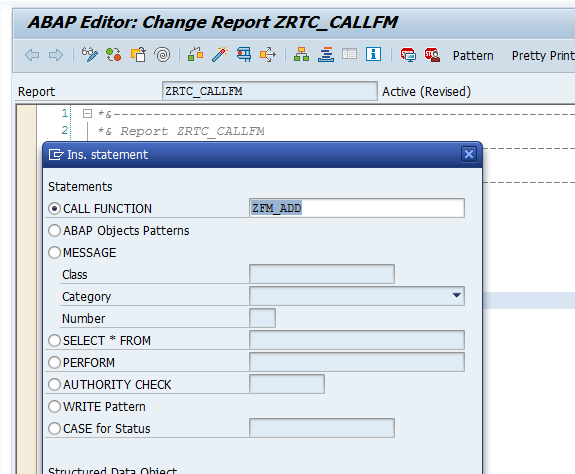 ABAP Editor: Change Report ZRTC_CALLFM
Pattern Pretty Print
Report ZRTC_CALLFM Active (Revised)
1 *&---------------------------------------------------------------------
2 *& Report ZRTC_CALLFM
Ins. statement
Statements
CALL FUNCTION ZFM_ADD
ABAP Objects Patterns
MESSAGE
Class
Category
Number
SELECT * FROM
PERFORM
AUTHORITY CHECK
WRITE Pattern
CASE for Status
Structured Data Object